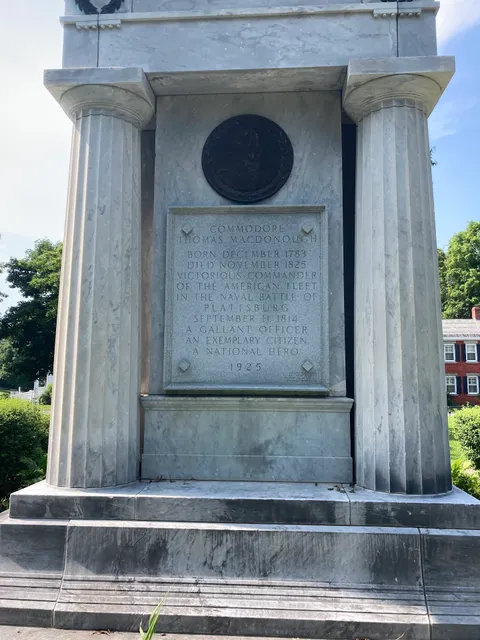 COMMODORE
THOMAS MACDONOUGH
BORN DECEMBER 1783
DIED NOVEMBER 1825
VICTORIOUS COMMANDER
OF THE AMERICAN FLEET
IN THE NAVAL BATTLE OF
PLATTSBURG
SEPTEMBER 11 1814
A GALLANT OFFICER
AN EXEMPLARY CITIZEN
A NATIONAL HERO
1925